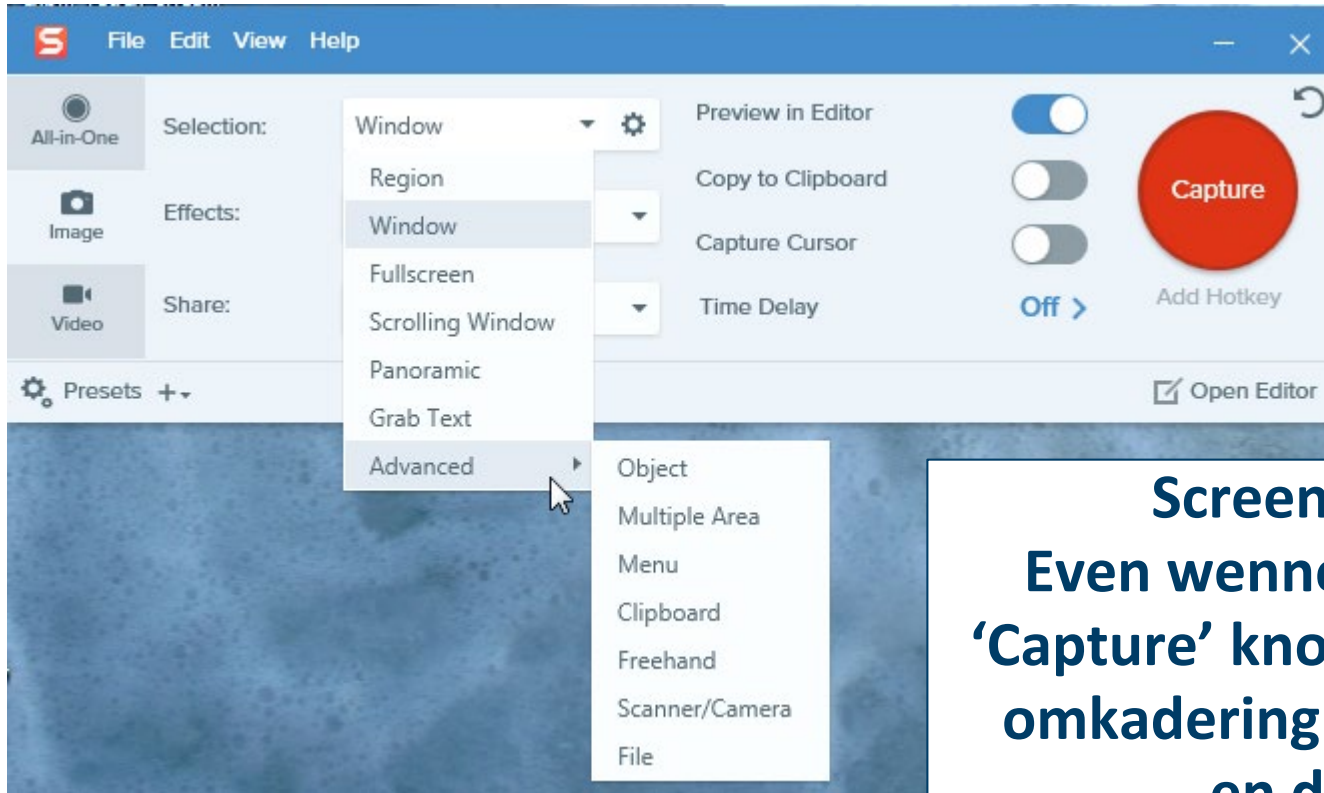 File Edit View Help
All-in-One
Image
Video
Selection:
Effects:
Share:
Window
Region
Window
Fullscreen
Scrolling Window
Panoramic
Grab Text
Advanced
Object
Multiple Area
Menu
Clipboard
Freehand
Scanner/Camera
File
Preview in Editor
Copy to Clipboard
Capture Cursor
Time Delay
Off >
Capture
Add Hotkey
Presets +
Open Editor
Screen
Even wenn
‘Capture’ kno
omkadering
en d